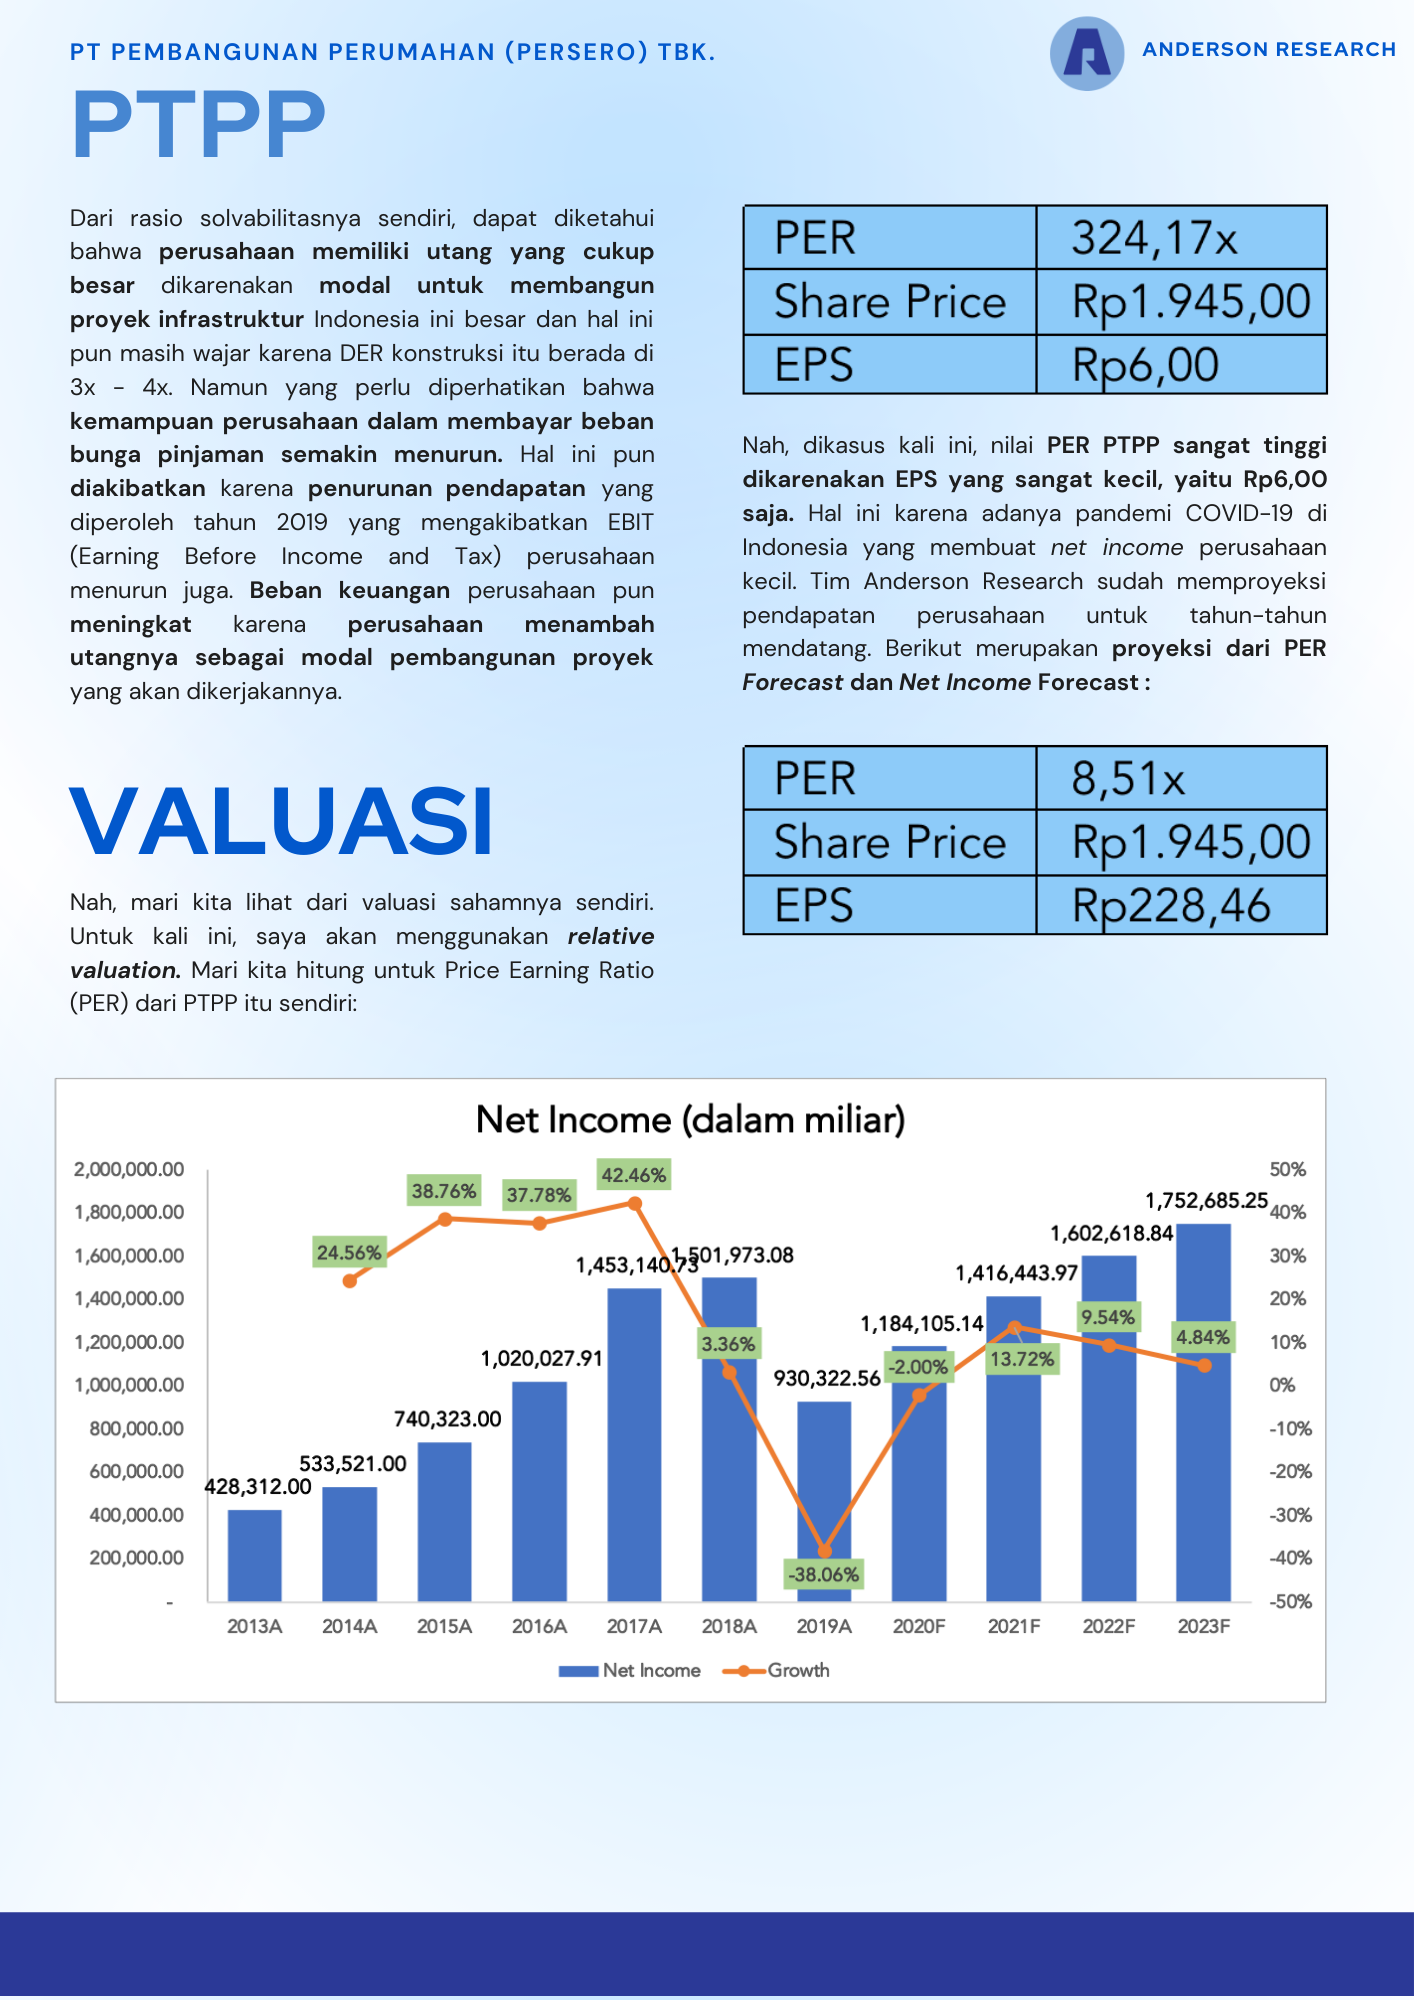 PT PEMBANGUNAN PERUMAHAN (PERSERO) TBK.
ANDERSON RESEARCH
PTPP
Dari rasio solvabilitasnya sendiri, dapat diketahui
bahwa perusahaan memiliki utang yang cukup
besar dikarenakan modal untuk membangun
proyek infrastruktur Indonesia ini besar dan hal ini
pun masih wajar karena DER konstruksi itu berada di
3x - 4x. Namun yang perlu diperhatikan bahwa
kemampuan perusahaan dalam membayar beban
bunga pinjaman semakin menurun. Hal ini pun
diakibatkan karena penurunan pendapatan yang
diperoleh tahun 2019 yang mengakibatkan EBIT
(Earning Before Income and Tax) perusahaan
menurun juga. Beban keuangan perusahaan pun
meningkat karena perusahaan menambah
utangnya sebagai modal pembangunan proyek
yang akan dikerjakannya.
VALUASI
Nah, mari kita lihat dari valuasi sahamnya sendiri.
Untuk kali ini, saya akan menggunakan relative
valuation. Mari kita hitung untuk Price Earning Ratio
(PER) dari PTPP itu sendiri:
PER 324,17x
Share Price Rp1.945,00
EPS Rp6,00
Nah, dikasus kali ini, nilai PER PTPP sangat tinggi
dikarenakan EPS yang sangat kecil, yaitu Rp6,00
saja. Hal ini karena adanya pandemi COVID-19 di
Indonesia yang membuat net income perusahaan
kecil. Tim Anderson Research sudah memproyeksi
pendapatan perusahaan untuk tahun-tahun
mendatang. Berikut merupakan proyeksi dari PER
Forecast dan Net Income Forecast :
PER 8,51x
Share Price Rp1.945,00
EPS Rp228,46
Net Income (dalam miliar)
2,000,000.00
1,800,000.00
1,600,000.00
1,400,000.00
1,200,000.00
1,000,000.00
800,000.00
600,000.00
400,000.00
200,000.00
-
428,312.00
533,521.00
740,323.00
1,020,027.91
1,453,140.73
1,501,973.08
930,322.56
1,184,105.14
1,416,443.97
1,602,618.84
1,752,685.25
24.56%
38.76%
37.78%
42.46%
3.36%
-38.06%
-2.00%
13.72%
9.54%
4.84%
50%
40%
30%
20%
10%
0%
-10%
-20%
-30%
-40%
-50%
2013A 2014A 2015A 2016A 2017A 2018A 2019A 2020F 2021F 2022F 2023F
Net Income Growth